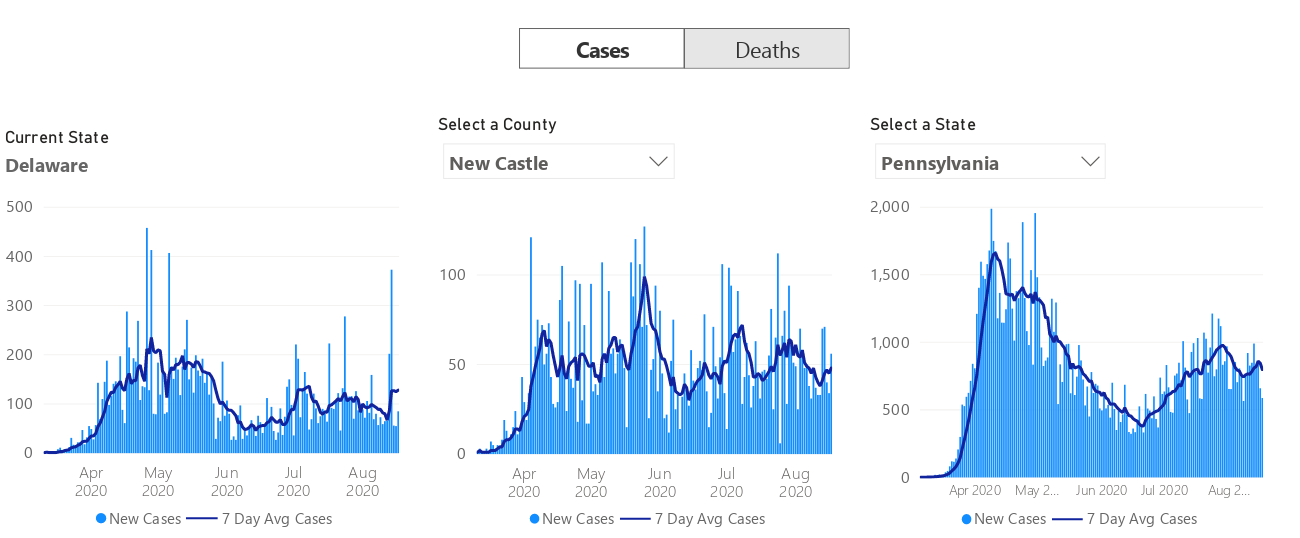 Cases Deaths
Current State
Delaware
Select a County
New Castle
Select a State
Pennsylvania
500
400
300
200
100
0
Apr 2020
May 2020
Jun 2020
Jul 2020
Aug 2020
New Cases 7 Day Avg Cases
100
50
0
Apr 2020
May 2020
Jun 2020
Jul 2020
Aug 2020
New Cases 7 Day Avg Cases
2,000
1,500
1,000
500
0
Apr 2020 May 2... Jun 2020 Jul 2020 Aug 2...
New Cases 7 Day Avg Cases